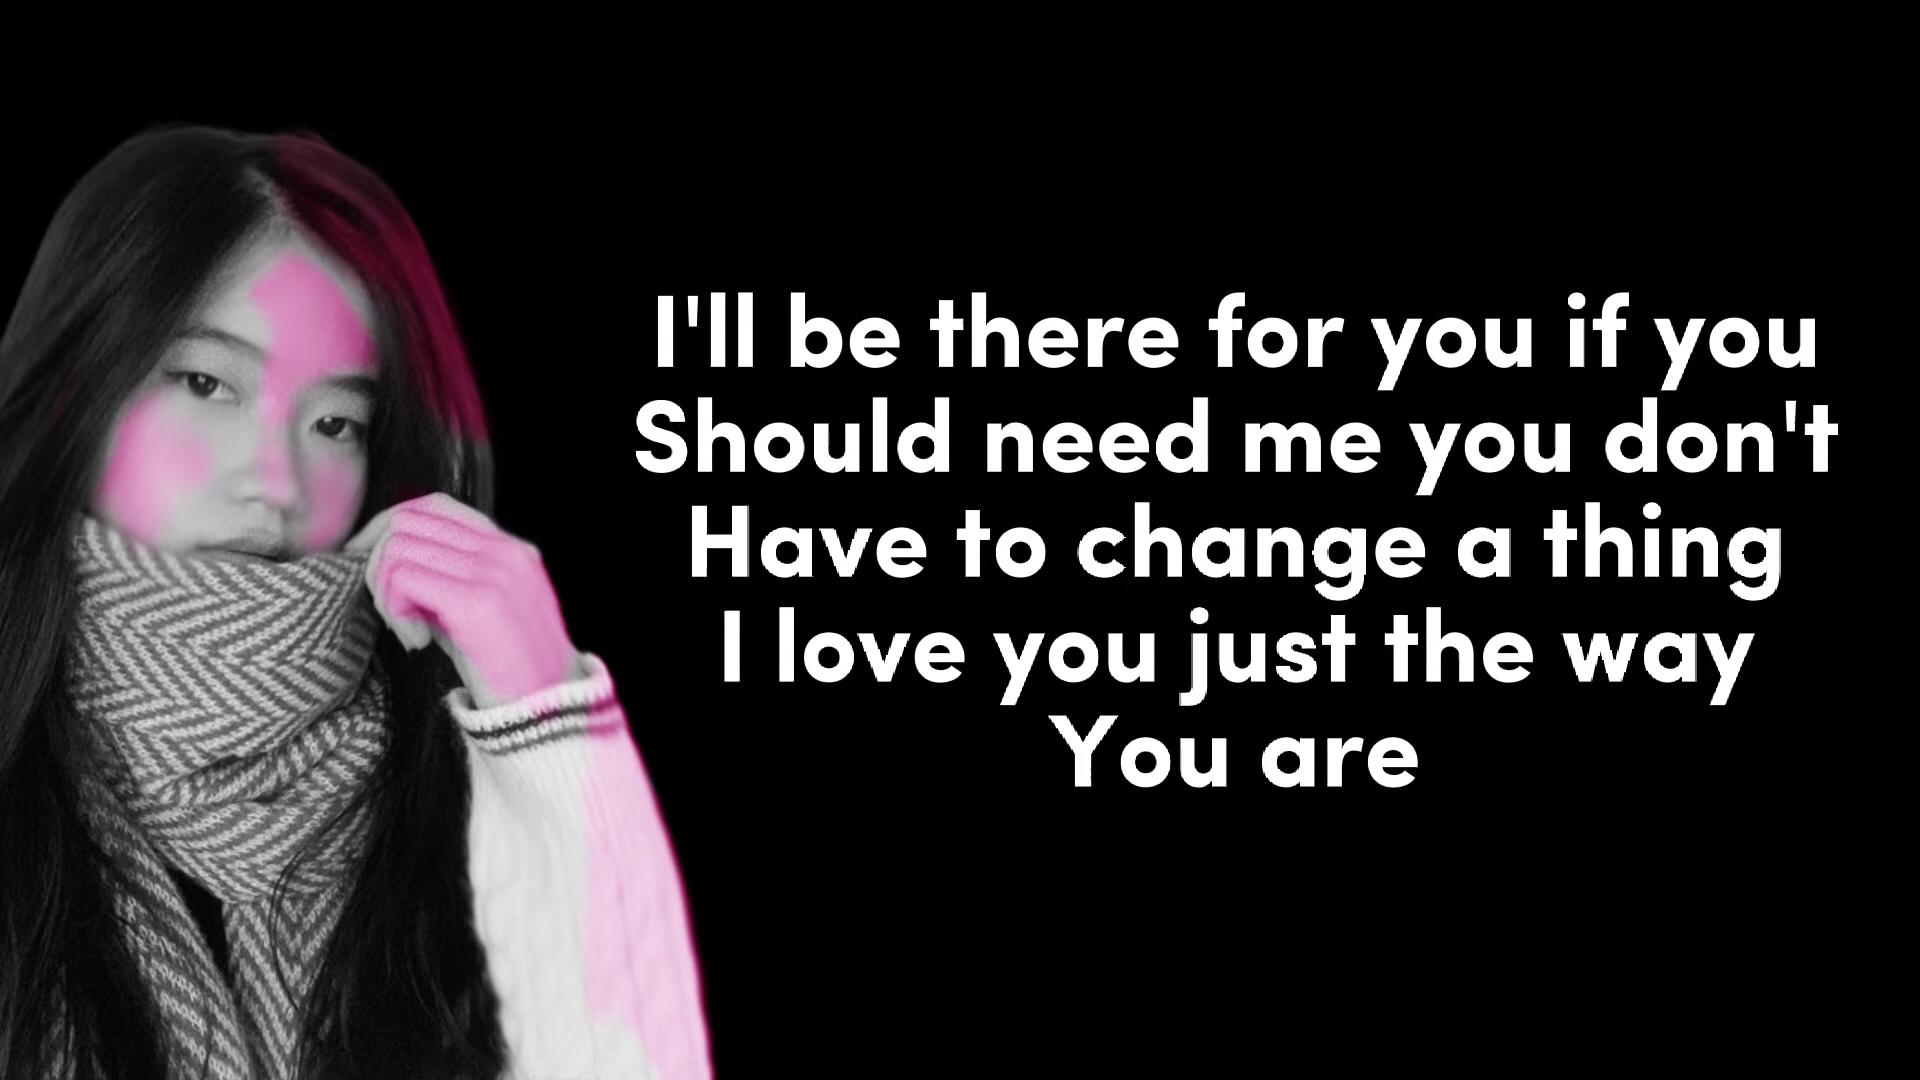 I'll be there for you if you
Should need me you don't
Have to change a thing
I love you just the way
You are